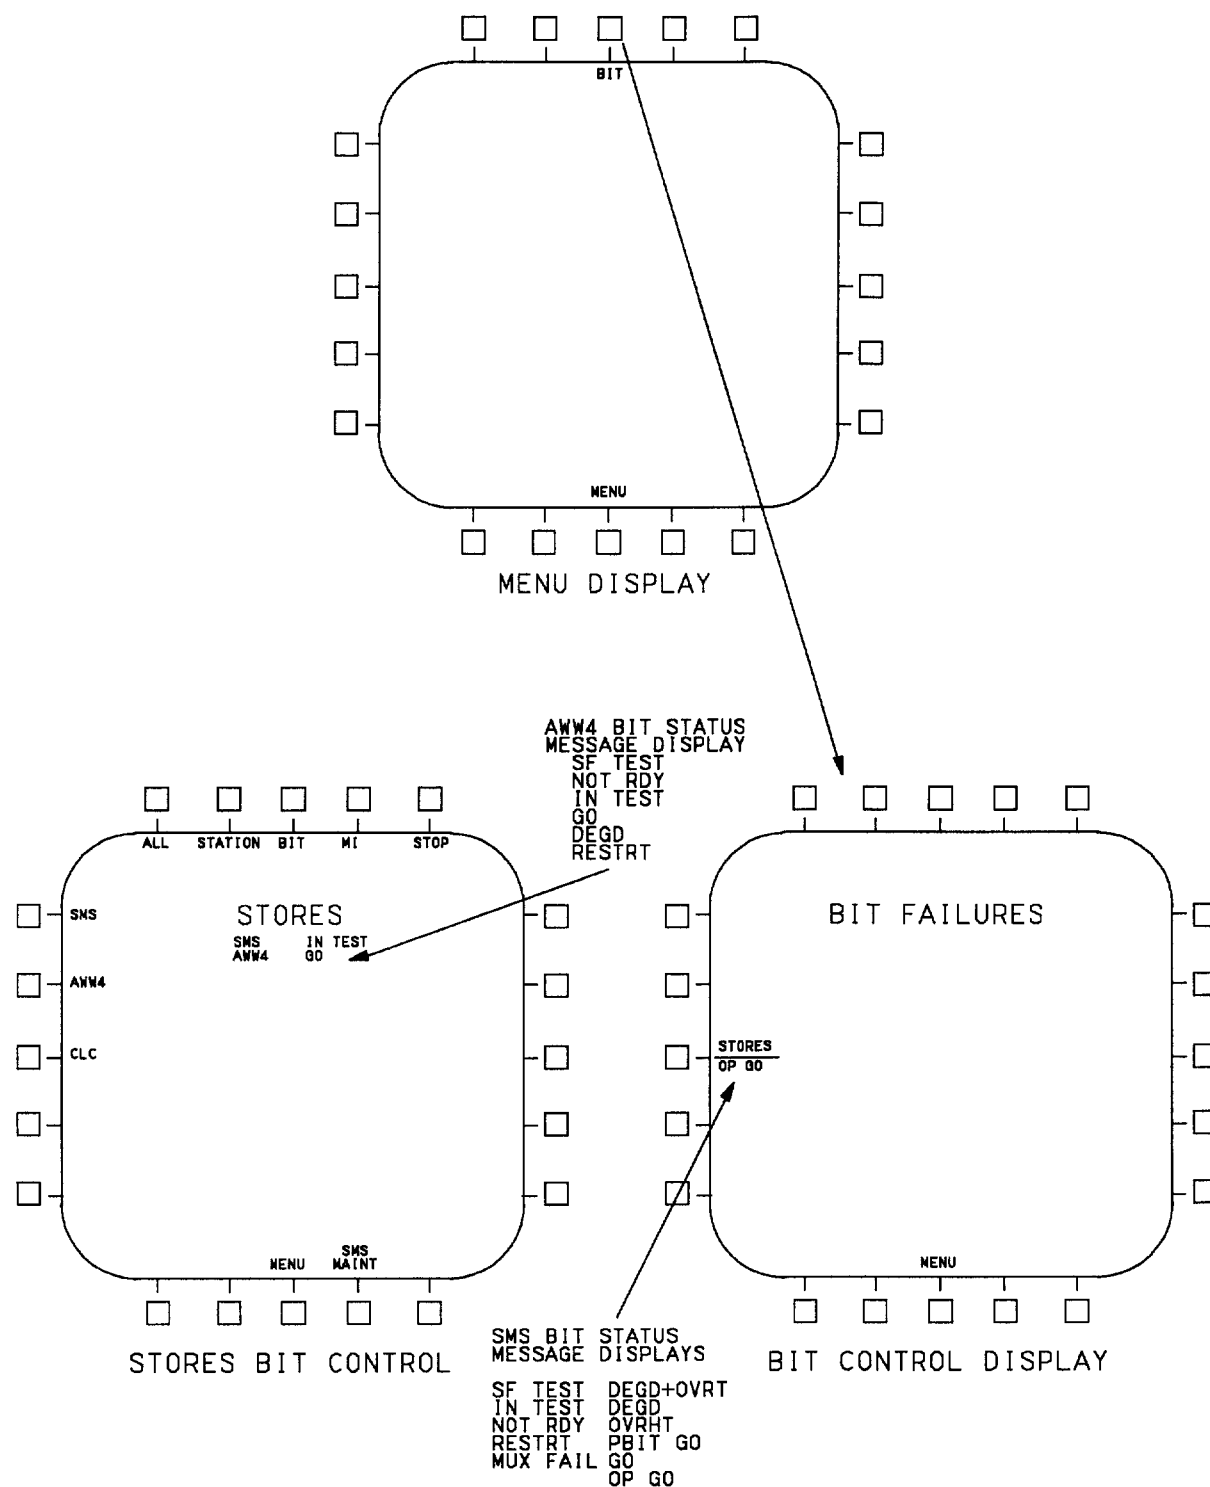 BIT
MENU
MENU DISPLAY
AWW4 BIT STATUS
MESSAGE DISPLAY
SF TEST
NOT RDY
IN TEST
GO
DEGD
RESTRT
ALL STATION BIT MI STOP
SMS
STORES
SMS IN TEST
AWW4 GO
AWW4
CLC
SMS
MENU MAINT
STORES BIT CONTROL
BIT FAILURES
STORES
OP GO
MENU
BIT CONTROL DISPLAY
SMS BIT STATUS
MESSAGE DISPLAYS
SF TEST DEGD+OVRT
IN TEST DEGD
NOT RDY OVRHT
RESTRT PBIT GO
MUX FAIL GO
OP GO